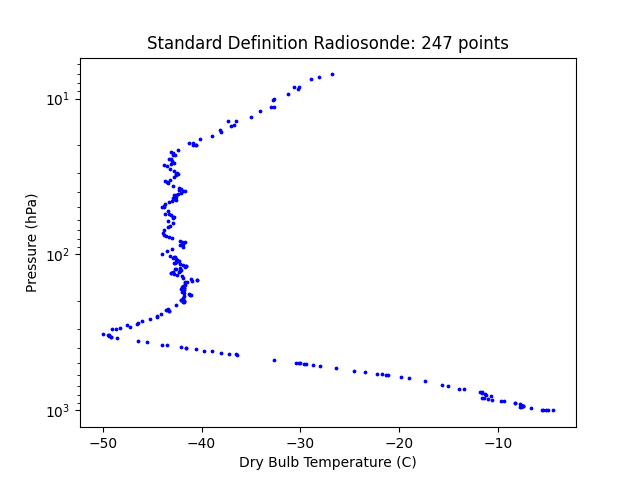 Standard Definition Radiosonde: 247 points
Pressure (hPa)
10¹
10²
10³
−50 −40 −30 −20 −10
Dry Bulb Temperature (C)